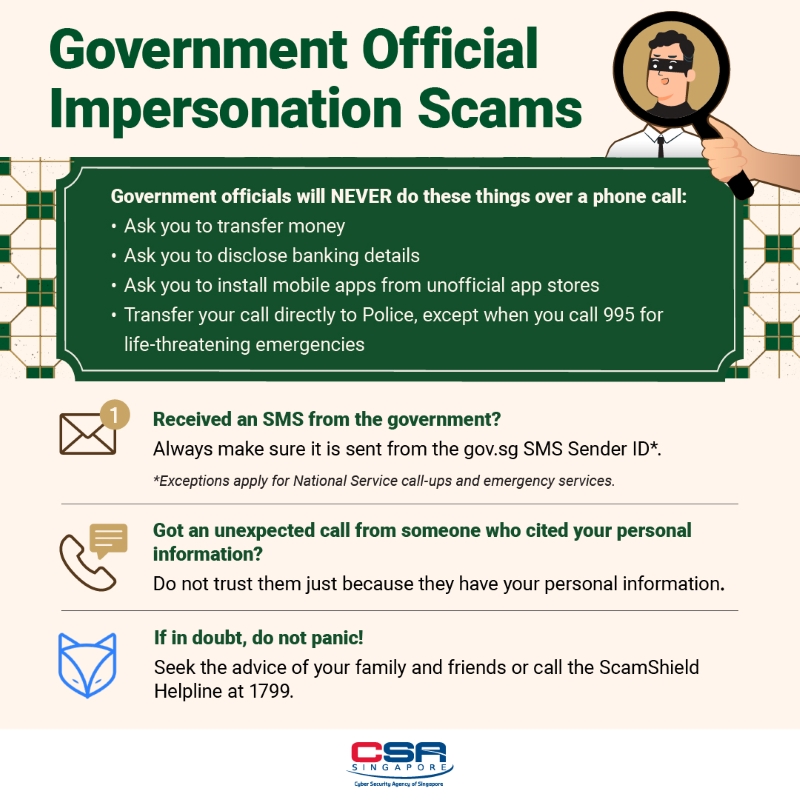 Government Official
Impersonation Scams
Government officials will NEVER do these things over a phone call:
• Ask you to transfer money
• Ask you to disclose banking details
• Ask you to install mobile apps from unofficial app stores
• Transfer your call directly to Police, except when you call 995 for
life-threatening emergencies
1
Received an SMS from the government?
Always make sure it is sent from the gov.sg SMS Sender ID*.
*Exceptions apply for National Service call-ups and emergency services.
Got an unexpected call from someone who cited your personal
information?
Do not trust them just because they have your personal information.
If in doubt, do not panic!
Seek the advice of your family and friends or call the ScamShield
Helpline at 1799.
CSA
SINGAPORE
Cyber Security Agency of Singapore